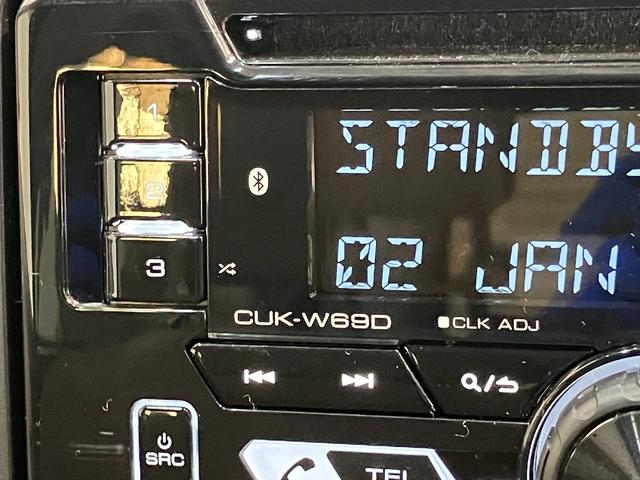 1
STANDBY
2
02 JAN
3
CUK-W69D
CLK ADJ
SRC
TEL